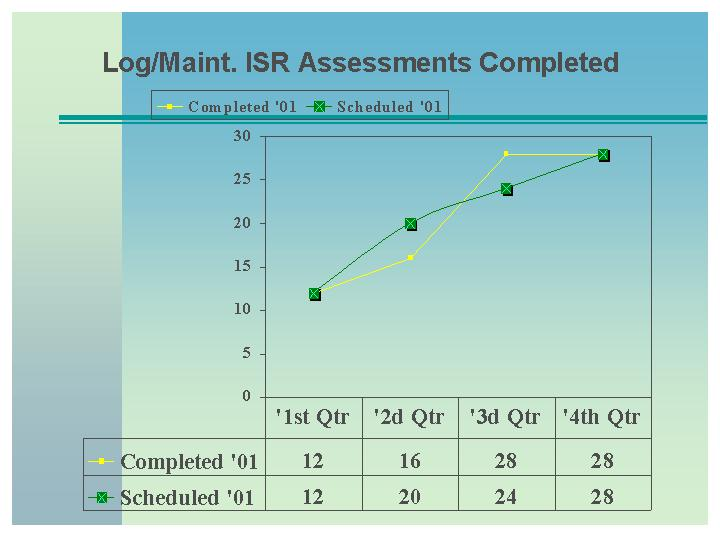 Log/Maint. ISR Assessments Completed
Completed '01 Scheduled '01
30
25
20
15
10
5
0
'1st Qtr '2d Qtr '3d Qtr '4th Qtr
Completed '01 12 16 28 28
Scheduled '01 12 20 24 28